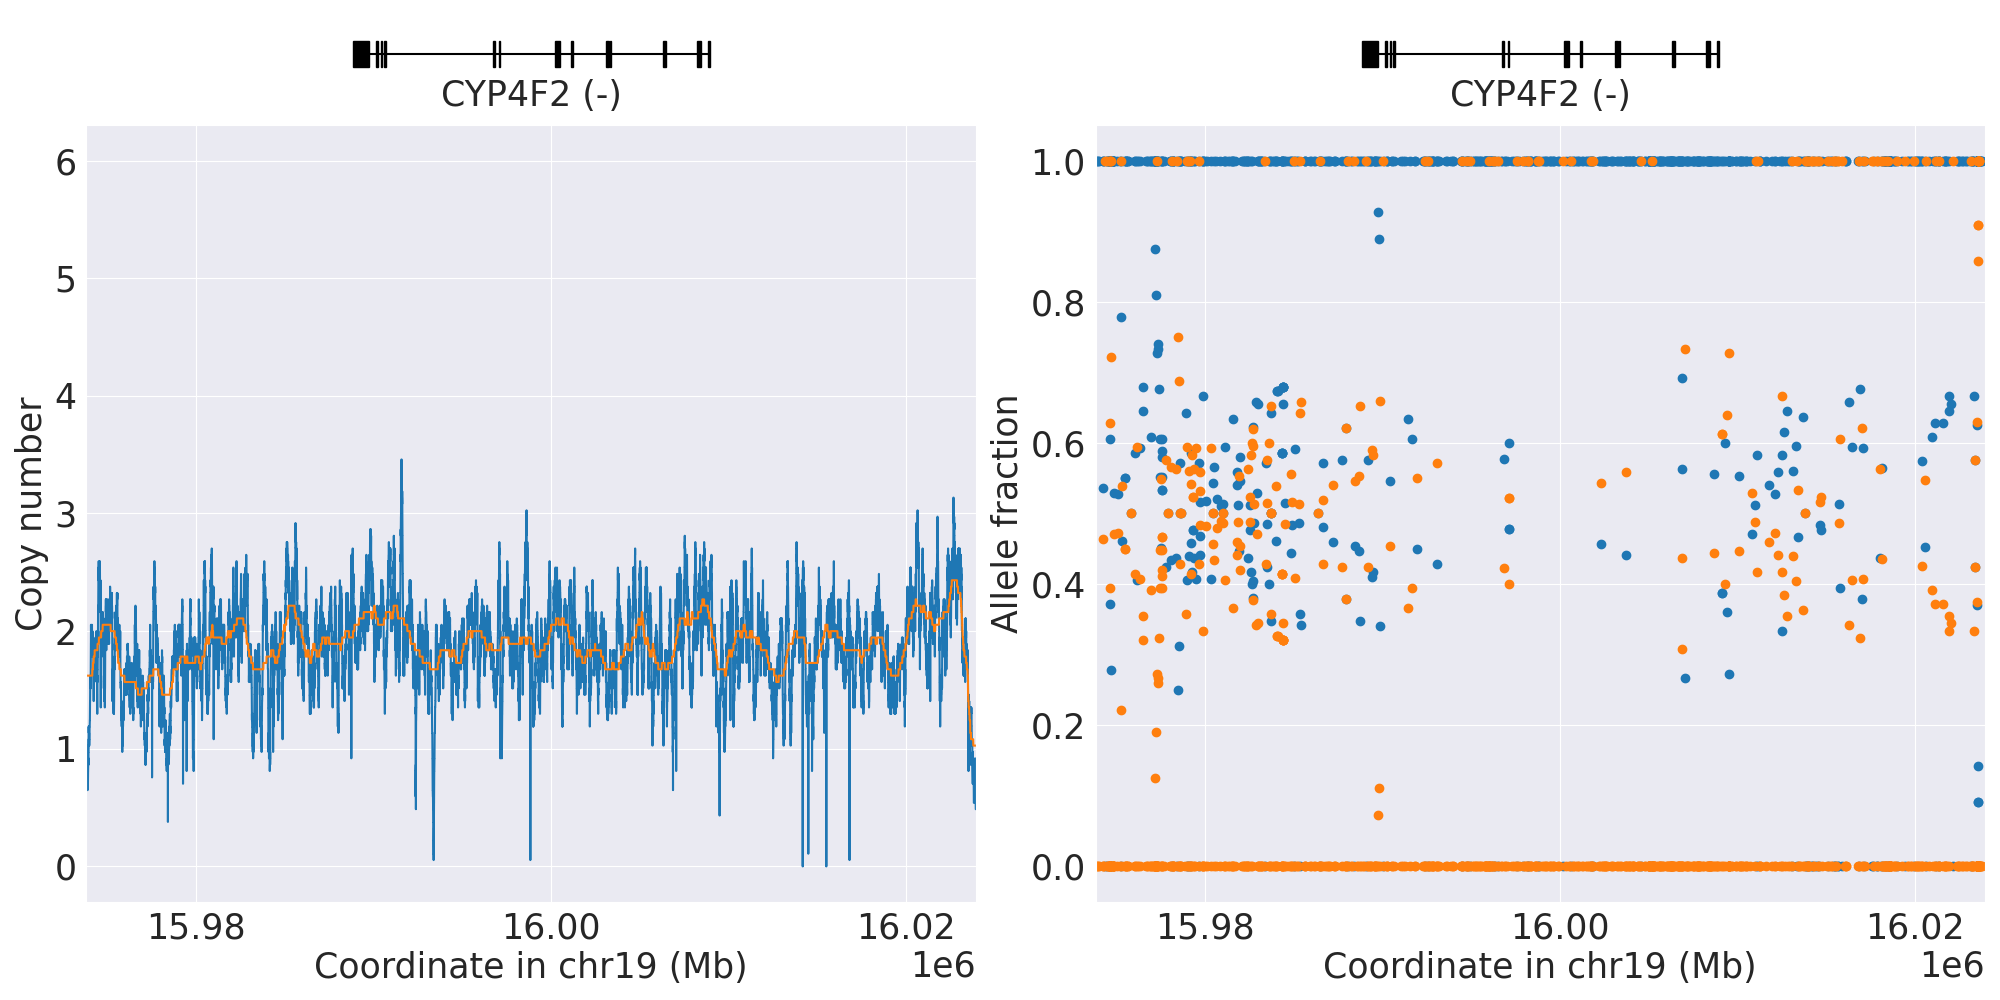 CYP4F2 (-)
CYP4F2 (-)
Copy number
6
5
4
3
2
1
0
15.98
16.00
16.02
Coordinate in chr19 (Mb)
1e6
Allele fraction
1.0
0.8
0.6
0.4
0.2
0.0
15.98
16.00
16.02
Coordinate in chr19 (Mb)
1e6